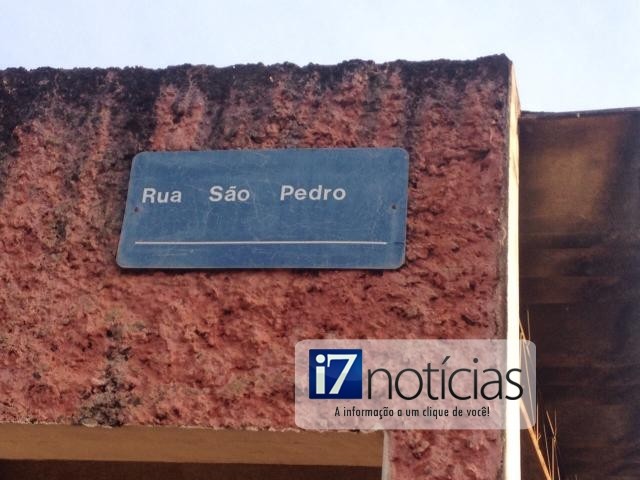 Rua São Pedro
i7notícias
A informação a um clique de você!